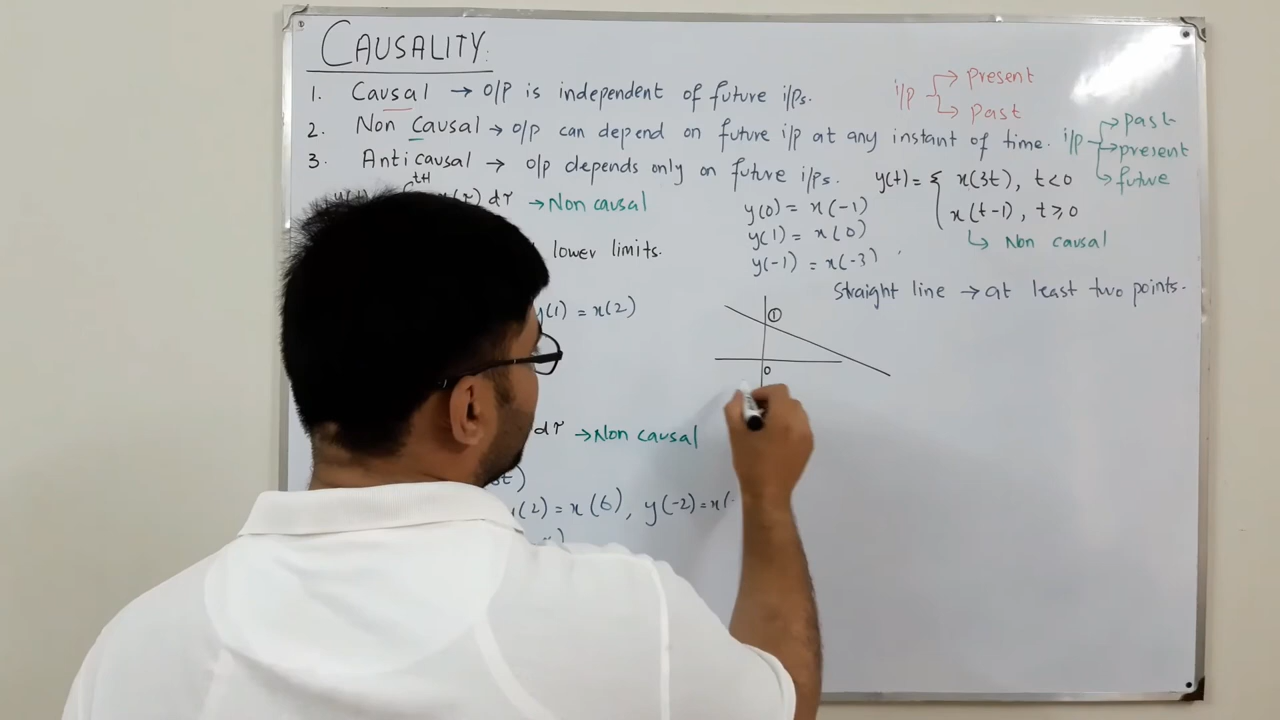 CAUSALITY:
1. Causal → o/p is independent of future i/ps.
i/p → present
→ past
2. Non Causal → o/p can depend on future i/p at any instant of time.
i/p → past
→ present
→ future
3. Anticausal → o/p depends only on future i/ps.
t+1
dτ → Non causal
y(t) = { x(3t), t<0
x(t-1), t≥0
↳ Non causal
y(0) = x(-1)
y(1) = x(0)
y(-1) = x(-3)
lower limits.
Straight line → at least two points.
y(1) = x(2)
1
0
dτ → Non causal
(2) = x(6), y(-2) = x(-